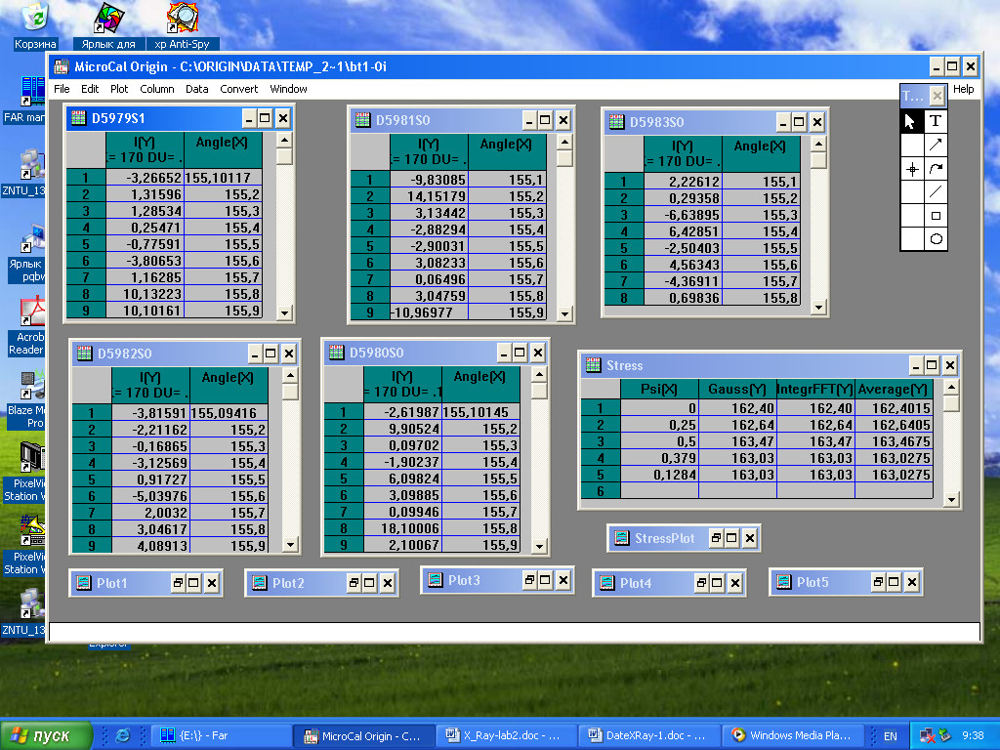 Корзина
Ярлык для
xp Anti-Spy
FAR man
ZNTU_13
Ярлык
pqbw
Acrob
Reader
Blaze Me
Pro
PixelVi
Station W
PixelVi
Station W
ZNTU_13
Explorer
MicroCal Origin - C:\ORIGIN\DATA\TEMP_2~1\bt1-0i
File Edit Plot Column Data Convert Window Help
T...
T
D5979S1
I(Y) Angle(X)
= 170 DU= .
1 -3,26652 155,10117
2 1,31596 155,2
3 1,28534 155,3
4 0,25471 155,4
5 -0,77591 155,5
6 -3,80653 155,6
7 1,16285 155,7
8 10,13223 155,8
9 10,10161 155,9
D5981S0
I(Y) Angle(X)
= 170 DU= .
1 -9,83085 155,1
2 14,15179 155,2
3 3,13442 155,3
4 -2,88294 155,4
5 -2,90031 155,5
6 3,08233 155,6
7 0,06496 155,7
8 3,04759 155,8
9 -10,96977 155,9
D5983S0
I(Y) Angle(X)
= 170 DU= .
1 2,22612 155,1
2 0,29358 155,2
3 -6,63895 155,3
4 6,42851 155,4
5 -2,50403 155,5
6 4,56343 155,6
7 -4,36911 155,7
8 0,69836 155,8
D5982S0
I(Y) Angle(X)
= 170 DU= .
1 -3,81591 155,09416
2 -2,21162 155,2
3 -0,16865 155,3
4 -3,12569 155,4
5 0,91727 155,5
6 -5,03976 155,6
7 2,0032 155,7
8 3,04617 155,8
9 4,08913 155,9
D5980S0
I(Y) Angle(X)
= 170 DU= .1
1 -2,61987 155,10145
2 9,90524 155,2
3 0,09702 155,3
4 -1,90237 155,4
5 6,09824 155,5
6 3,09885 155,6
7 0,09946 155,7
8 18,10006 155,8
9 2,10067 155,9
Stress
Psi(X) Gauss(Y) IntegrFFT(Y) Average(Y)
1 0 162,40 162,40 162,4015
2 0,25 162,64 162,64 162,6405
3 0,5 163,47 163,47 163,4675
4 0,379 163,03 163,03 163,0275
5 0,1284 163,03 163,03 163,0275
6
StressPlot
Plot1
Plot2
Plot3
Plot4
Plot5
пуск
{E:\} - Far
MicroCal Origin - C...
X_Ray-lab2.doc - ...
DateXRay-1.doc - ...
Windows Media Pla...
EN
9:38